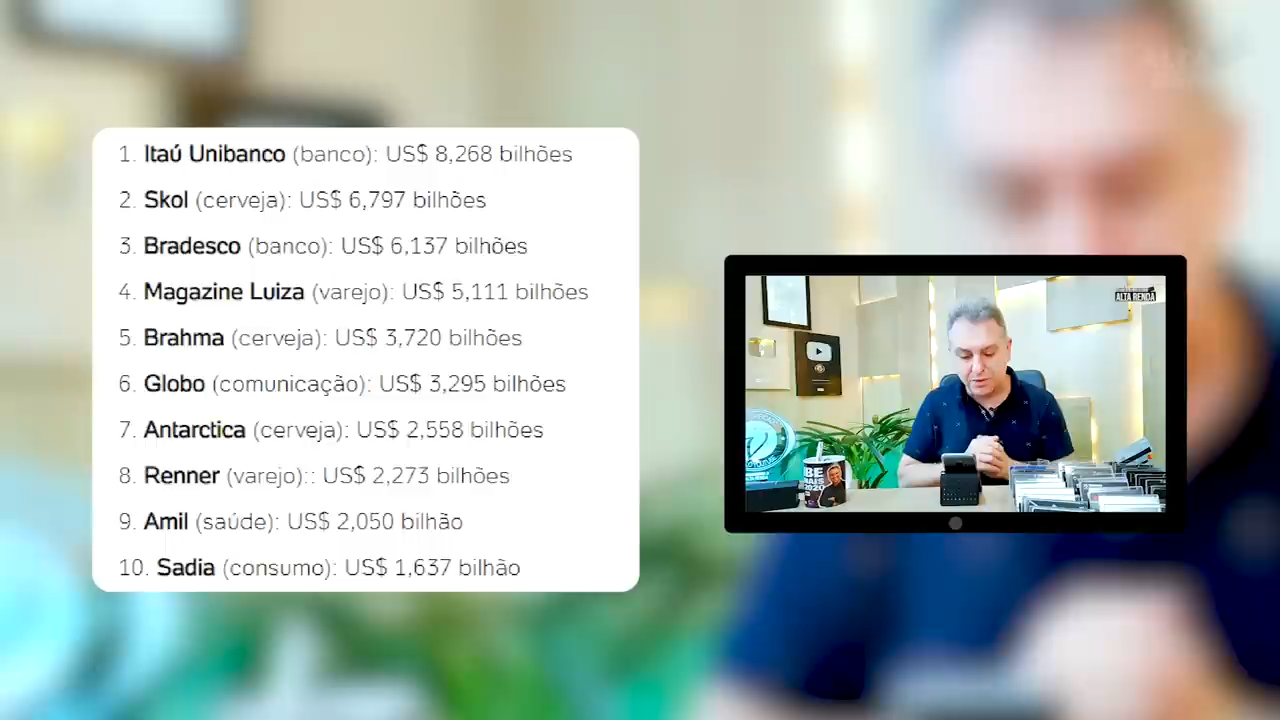 1. Itaú Unibanco (banco): US$ 8,268 bilhões
2. Skol (cerveja): US$ 6,797 bilhões
3. Bradesco (banco): US$ 6,137 bilhões
4. Magazine Luiza (varejo): US$ 5,111 bilhões
5. Brahma (cerveja): US$ 3,720 bilhões
6. Globo (comunicação): US$ 3,295 bilhões
7. Antarctica (cerveja): US$ 2,558 bilhões
8. Renner (varejo):: US$ 2,273 bilhões
9. Amil (saúde): US$ 2,050 bilhão
10. Sadia (consumo): US$ 1,637 bilhão
ALTA RENDA
BE
MAIS
2020